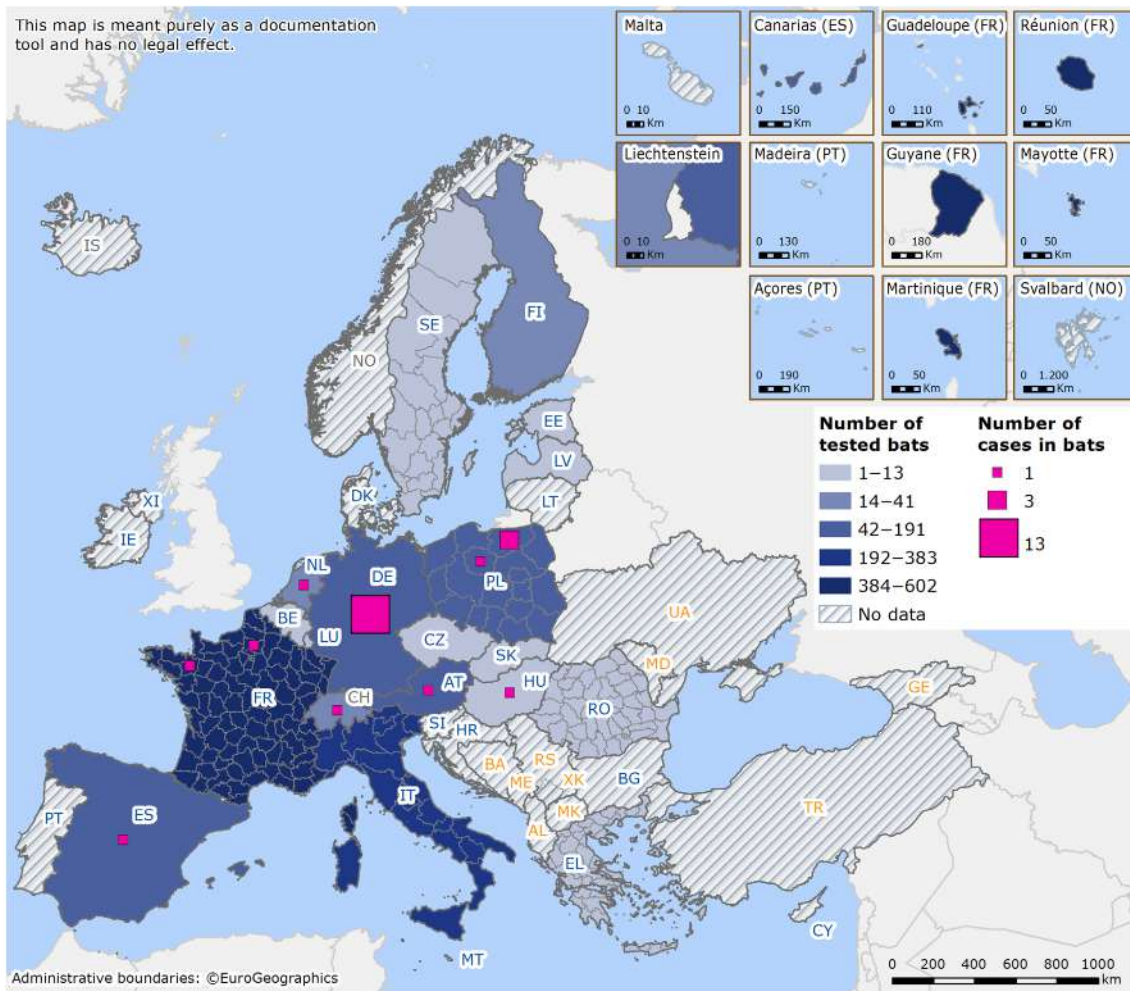 This map is meant purely as a documentation
tool and has no legal effect.
Malta
0 10
Km
Canarias (ES)
0 150
Km
Guadeloupe (FR)
0 110
Km
Réunion (FR)
0 50
Km
Liechtenstein
0 10
Km
Madeira (PT)
0 130
Km
Guyane (FR)
0 180
Km
Mayotte (FR)
0 50
Km
Açores (PT)
0 190
Km
Martinique (FR)
0 50
Km
Svalbard (NO)
0 1.200
Km
Number of
tested bats
1–13
14–41
42–191
192–383
384–602
No data
Number of
cases in bats
1
3
13
IS
SE
FI
NO
EE
LV
LT
DK
XI
IE
NL
DE
PL
BE
LU
CZ
UA
SK
MD
FR
CH
AT
HU
RO
GE
SI
HR
BA
RS
ME
XK
BG
IT
MK
AL
TR
PT
ES
EL
CY
MT
Administrative boundaries: ©EuroGeographics
0 200 400 600 800 1000
km